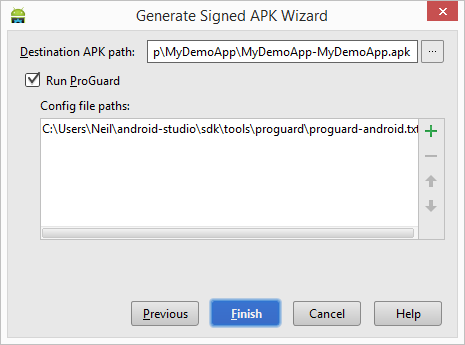 Generate Signed APK Wizard
Destination APK path: p\MyDemoApp\MyDemoApp-MyDemoApp.apk ...
Run ProGuard
Config file paths:
C:\Users\Neil\android-studio\sdk\tools\proguard\proguard-android.txt
Previous Finish Cancel Help